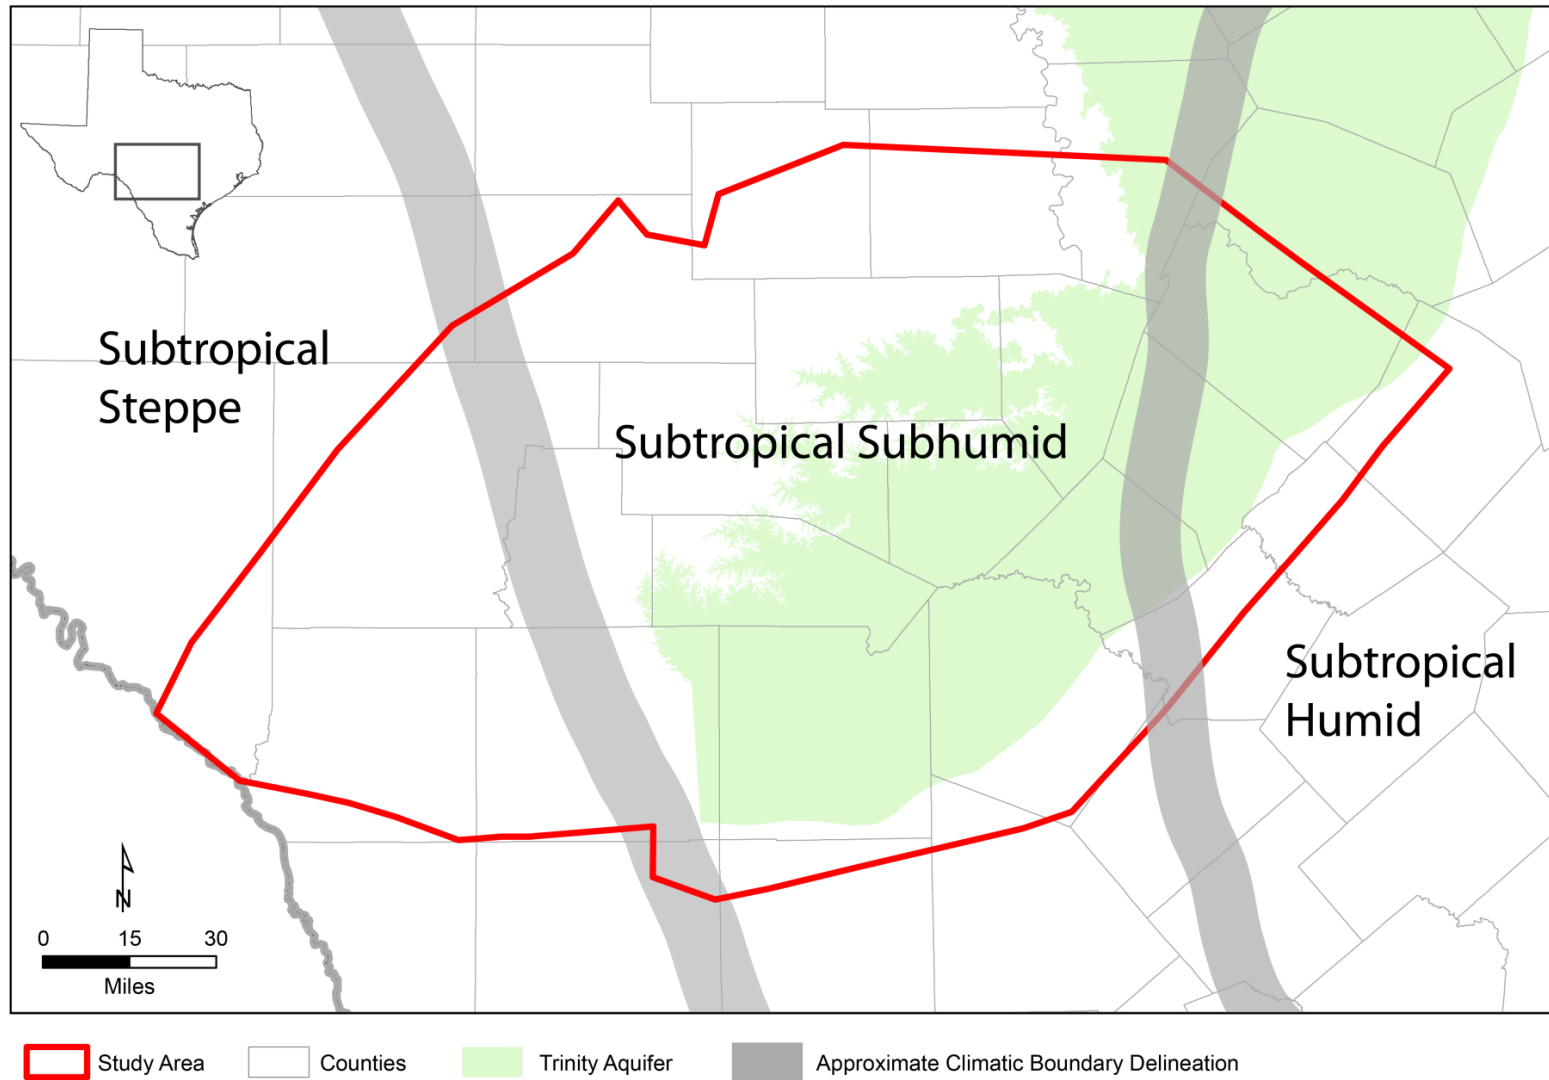 Subtropical
Steppe
Subtropical Subhumid
Subtropical
Humid
N
0 15 30
Miles
Study Area
Counties
Trinity Aquifer
Approximate Climatic Boundary Delineation